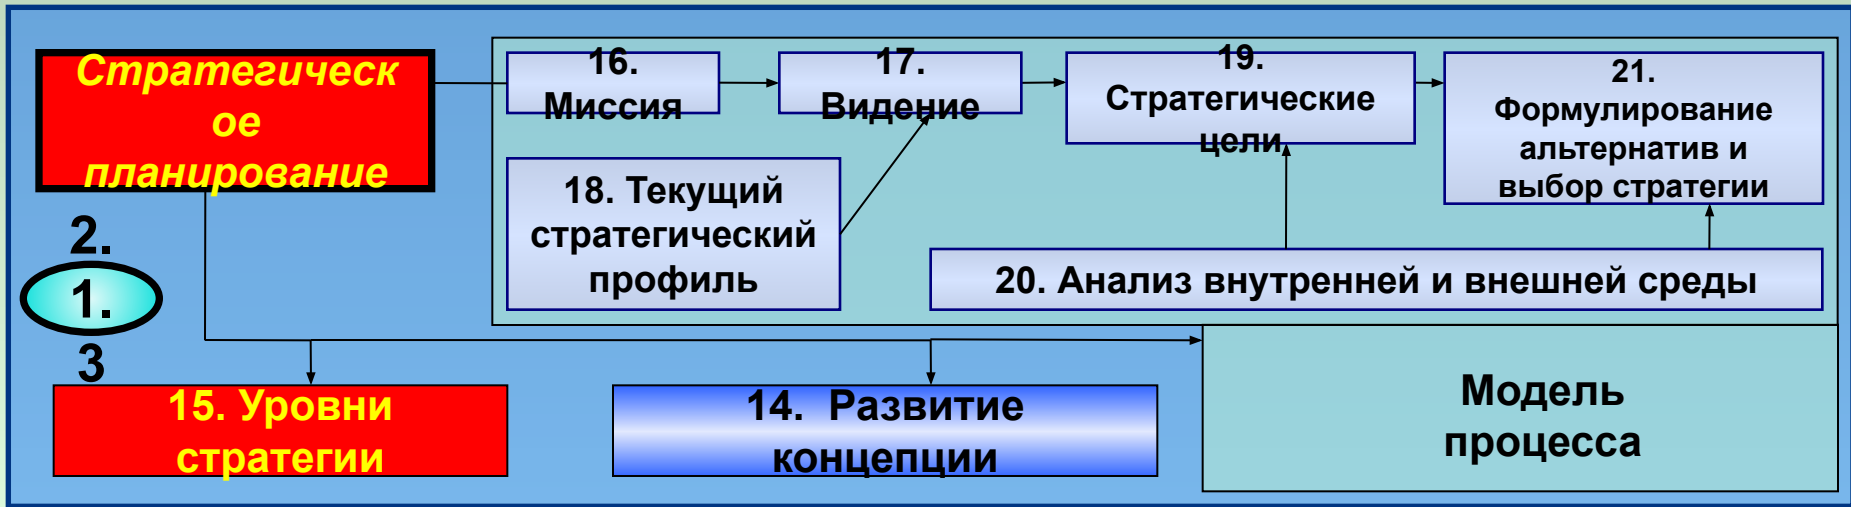 Стратегическ
ое
планирование
16.
Миссия
17.
Видение
19.
Стратегические
цели
21.
Формулирование
альтернатив и
выбор стратегии
18. Текущий
стратегический
профиль
20. Анализ внутренней и внешней среды
2.
1.
3
15. Уровни
стратегии
14. Развитие
концепции
Модель
процесса